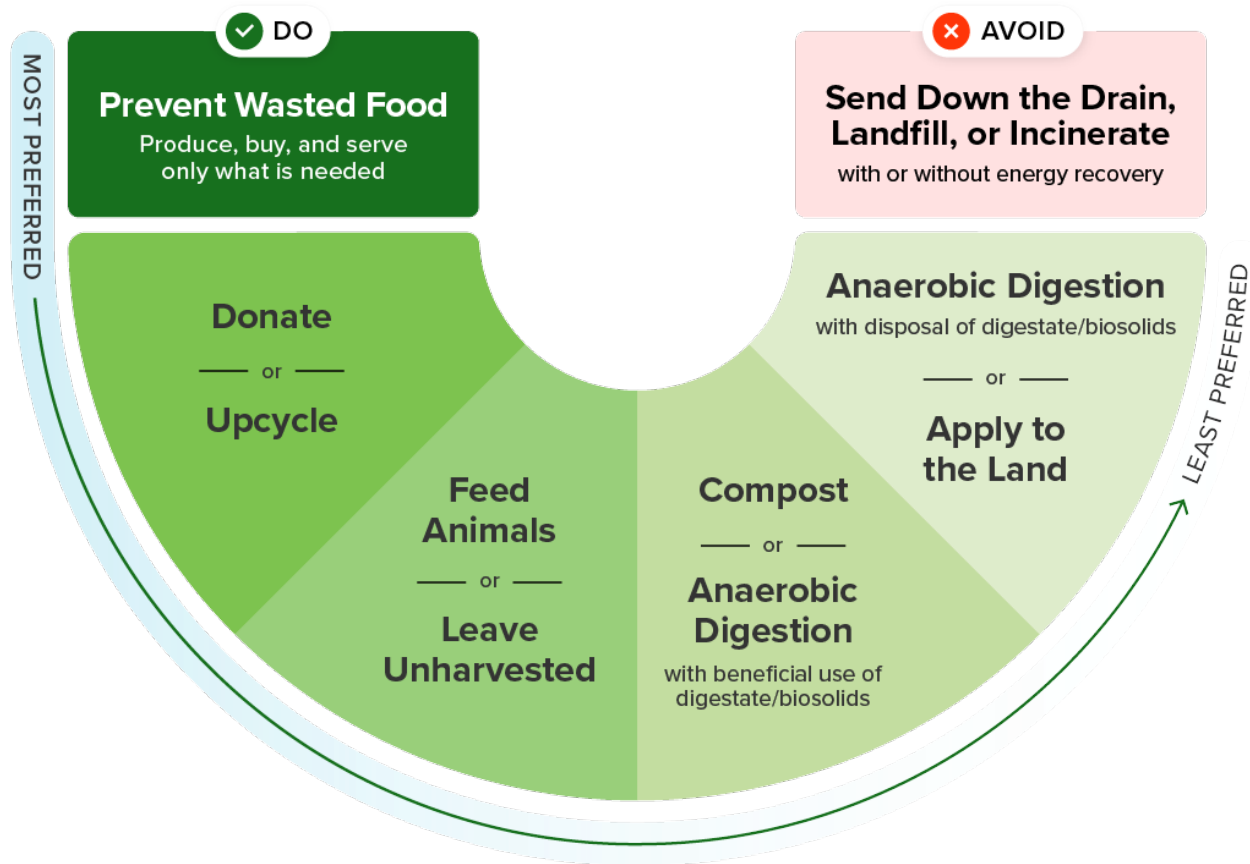 DO
Prevent Wasted Food
Produce, buy, and serve
only what is needed
AVOID
Send Down the Drain,
Landfill, or Incinerate
with or without energy recovery
MOST PREFERRED
Donate
or
Upcycle
Feed
Animals
or
Leave
Unharvested
Compost
or
Anaerobic
Digestion
with beneficial use of
digestate/biosolids
Anaerobic Digestion
with disposal of digestate/biosolids
or
Apply to
the Land
LEAST PREFERRED